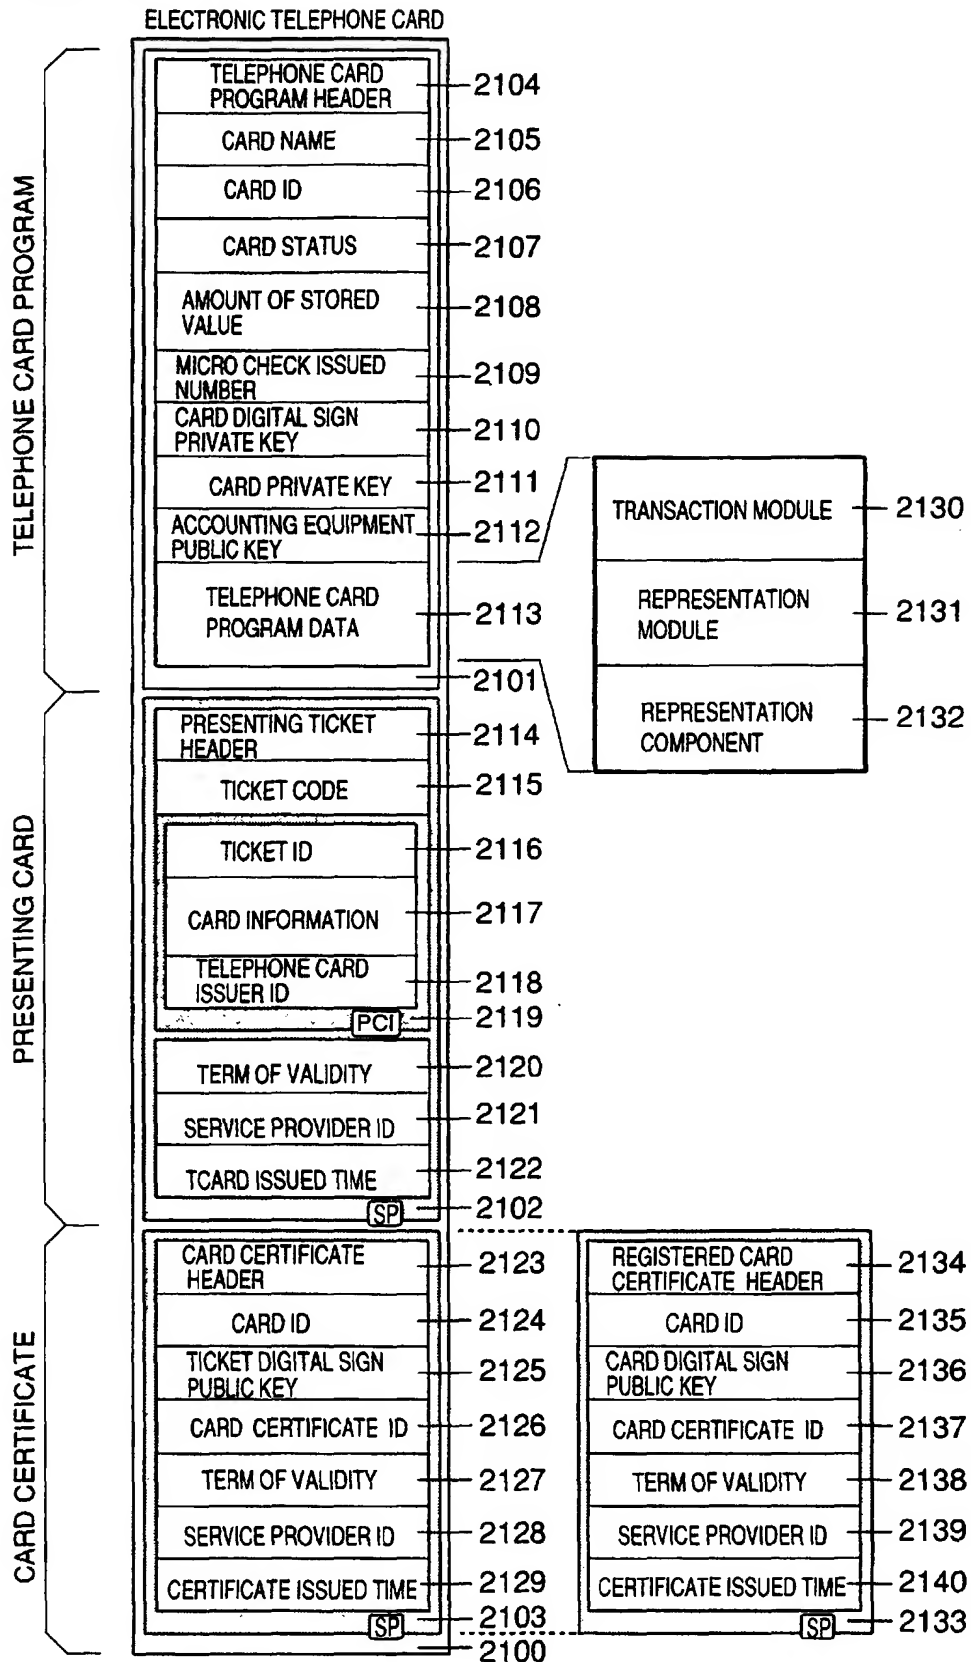 ELECTRONIC TELEPHONE CARD
TELEPHONE CARD PROGRAM
TELEPHONE CARD
PROGRAM HEADER
2104
CARD NAME
2105
CARD ID
2106
CARD STATUS
2107
AMOUNT OF STORED
VALUE
2108
MICRO CHECK ISSUED
NUMBER
2109
CARD DIGITAL SIGN
PRIVATE KEY
2110
CARD PRIVATE KEY
2111
ACCOUNTING EQUIPMENT
PUBLIC KEY
2112
TELEPHONE CARD
PROGRAM DATA
2113
2101
TRANSACTION MODULE
2130
REPRESENTATION
MODULE
2131
REPRESENTATION
COMPONENT
2132
PRESENTING CARD
PRESENTING TICKET
HEADER
2114
TICKET CODE
2115
TICKET ID
2116
CARD INFORMATION
2117
TELEPHONE CARD
ISSUER ID
2118
PCI
2119
TERM OF VALIDITY
2120
SERVICE PROVIDER ID
2121
TCARD ISSUED TIME
2122
SP
2102
CARD CERTIFICATE
CARD CERTIFICATE
HEADER
2123
CARD ID
2124
TICKET DIGITAL SIGN
PUBLIC KEY
2125
CARD CERTIFICATE ID
2126
TERM OF VALIDITY
2127
SERVICE PROVIDER ID
2128
CERTIFICATE ISSUED TIME
2129
SP
2103
2100
REGISTERED CARD
CERTIFICATE HEADER
2134
CARD ID
2135
CARD DIGITAL SIGN
PUBLIC KEY
2136
CARD CERTIFICATE ID
2137
TERM OF VALIDITY
2138
SERVICE PROVIDER ID
2139
CERTIFICATE ISSUED TIME
2140
SP
2133